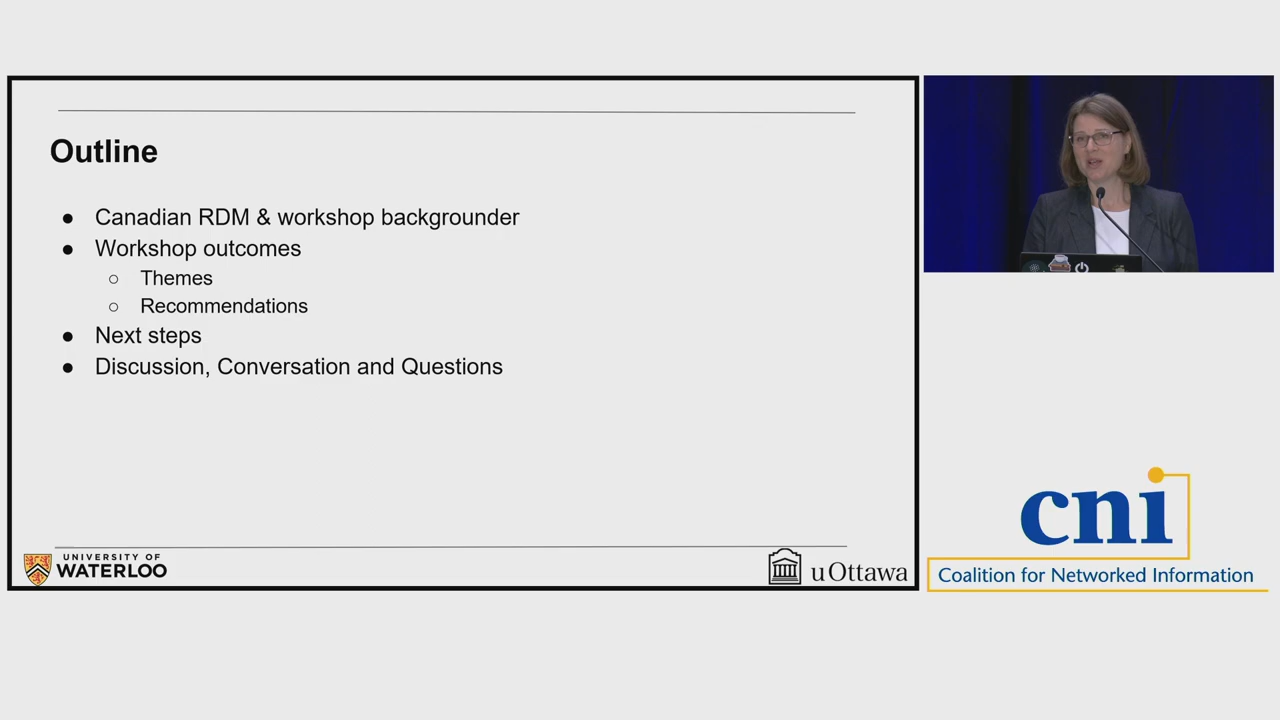 Outline
● Canadian RDM & workshop backgrounder
● Workshop outcomes
○ Themes
○ Recommendations
● Next steps
● Discussion, Conversation and Questions
UNIVERSITY OF
WATERLOO
uOttawa
cni
Coalition for Networked Information